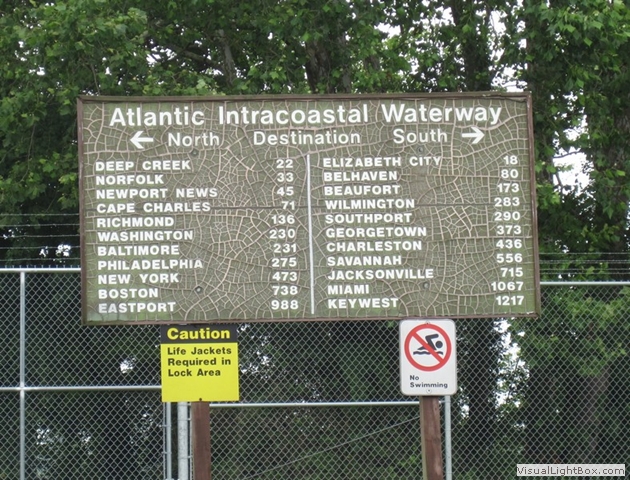 Atlantic Intracoastal Waterway
← North Destination South →
DEEP CREEK 22
NORFOLK 33
NEWPORT NEWS 45
CAPE CHARLES 71
RICHMOND 136
WASHINGTON 230
BALTIMORE 231
PHILADELPHIA 275
NEW YORK 473
BOSTON 738
EASTPORT 988
ELIZABETH CITY 18
BELHAVEN 80
BEAUFORT 173
WILMINGTON 283
SOUTHPORT 290
GEORGETOWN 373
CHARLESTON 436
SAVANNAH 556
JACKSONVILLE 715
MIAMI 1067
KEYWEST 1217
Caution
Life Jackets
Required in
Lock Area
No
Swimming
VisualLightBox.com